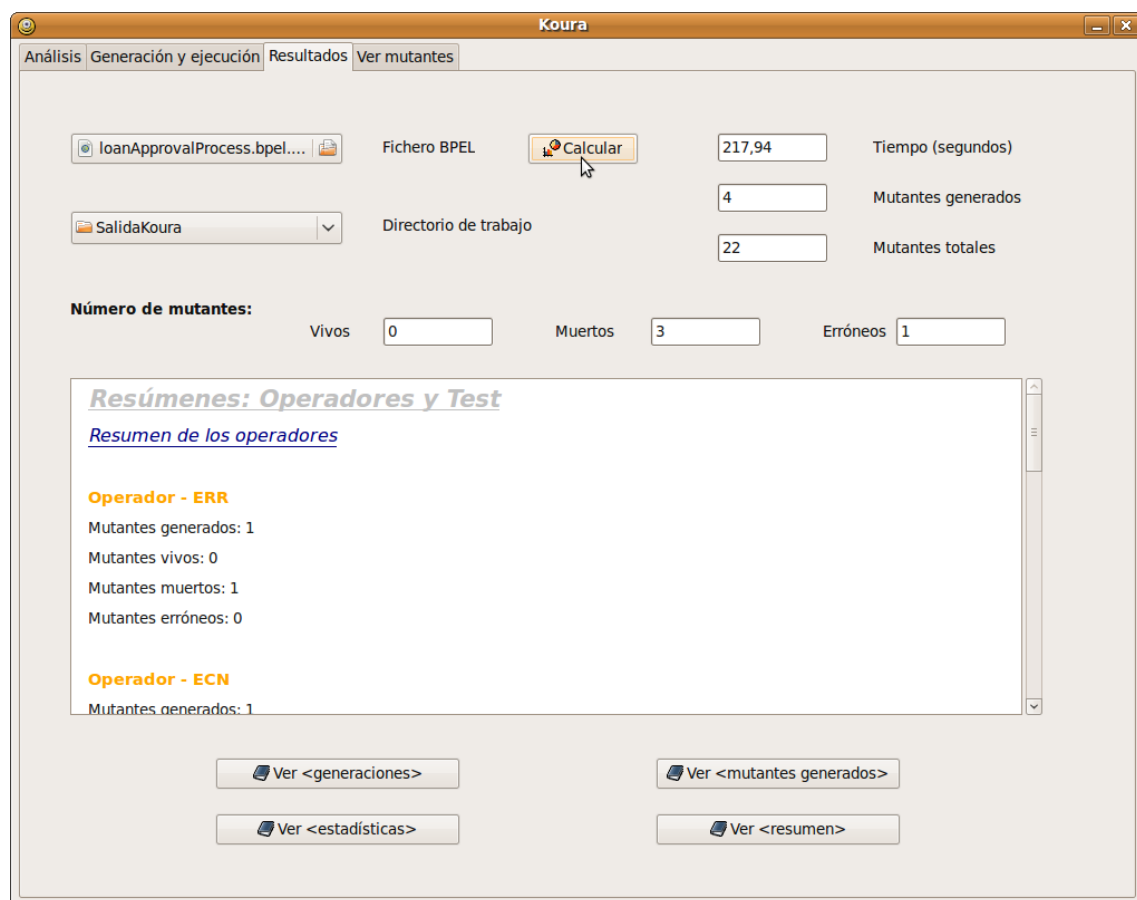 Koura
Análisis Generación y ejecución Resultados Ver mutantes
loanApprovalProcess.bpel.... Fichero BPEL Calcular 217,94 Tiempo (segundos)
4 Mutantes generados
SalidaKoura Directorio de trabajo
22 Mutantes totales
Número de mutantes:
Vivos 0 Muertos 3 Erróneos 1
Resúmenes: Operadores y Test
Resumen de los operadores
Operador - ERR
Mutantes generados: 1
Mutantes vivos: 0
Mutantes muertos: 1
Mutantes erróneos: 0
Operador - ECN
Mutantes generados: 1
Ver <generaciones> Ver <mutantes generados>
Ver <estadísticas> Ver <resumen>